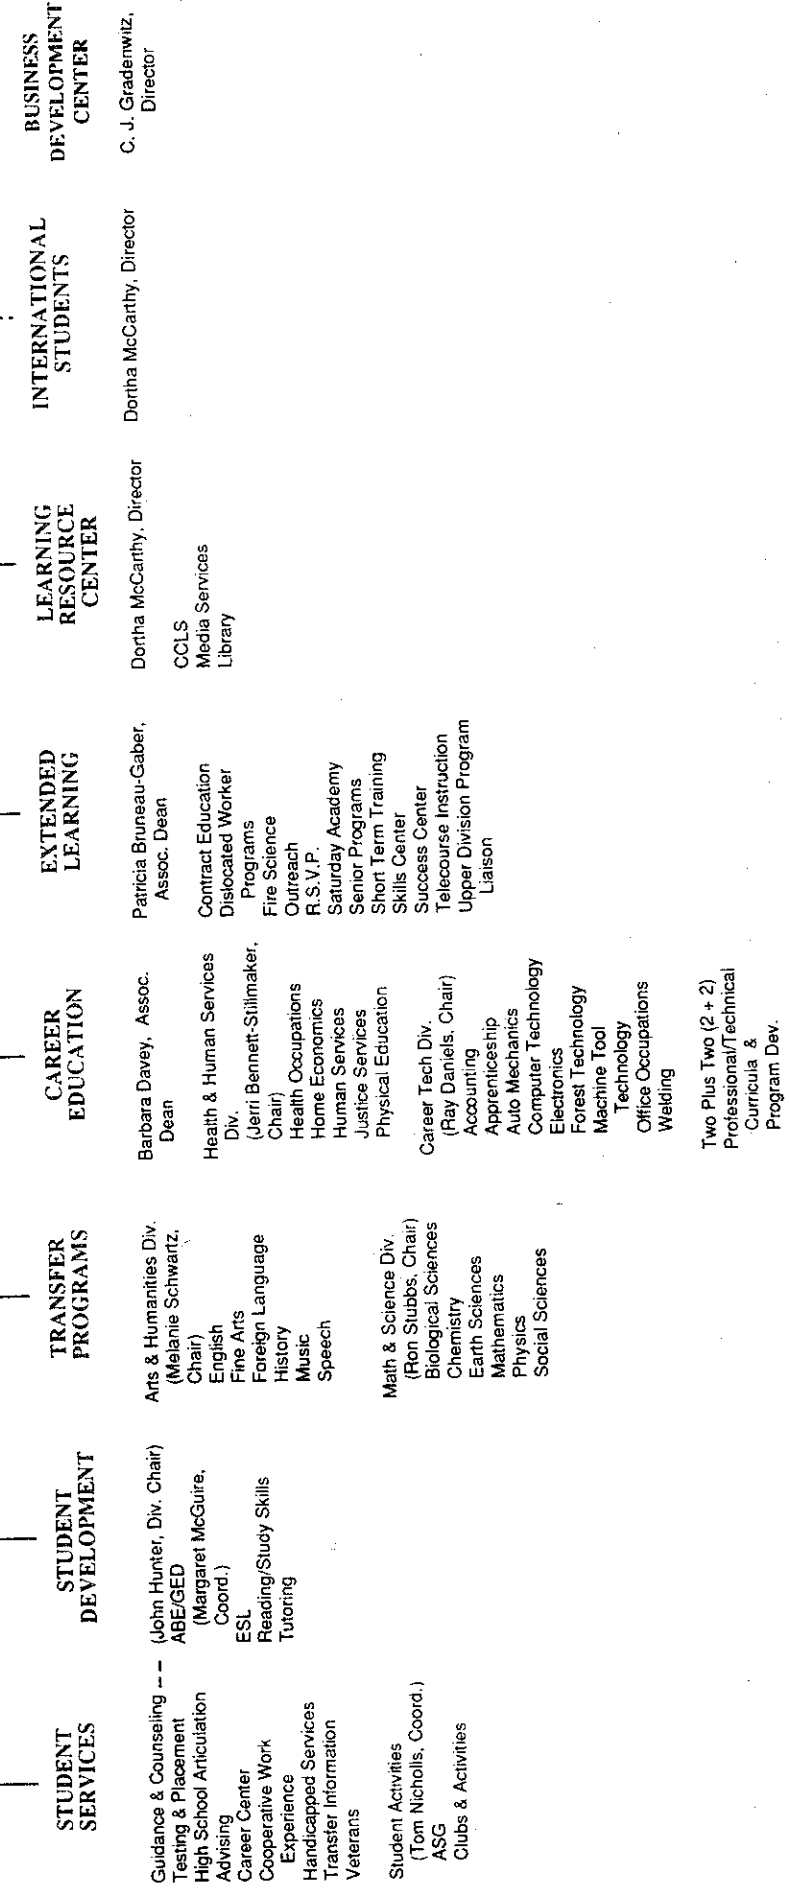 STUDENT
SERVICES
Guidance & Counseling – –
Testing & Placement
High School Articulation
Advising
Career Center
Cooperative Work
Experience
Handicapped Services
Transfer Information
Veterans
Student Activities
(Tom Nicholls, Coord.)
ASG
Clubs & Activities
STUDENT
DEVELOPMENT
(John Hunter, Div. Chair)
ABE/GED
(Margaret McGuire,
Coord.)
ESL
Reading/Study Skills
Tutoring
TRANSFER
PROGRAMS
Arts & Humanities Div.
(Melanie Schwartz,
Chair)
English
Fine Arts
Foreign Language
History
Music
Speech
Math & Science Div.
(Ron Stubbs, Chair)
Biological Sciences
Chemistry
Earth Sciences
Mathematics
Physics
Social Sciences
CAREER
EDUCATION
Barbara Davey, Assoc.
Dean
Health & Human Services
Div.
(Jerri Bennett-Stillmaker,
Chair)
Health Occupations
Home Economics
Human Services
Justice Services
Physical Education
Career Tech Div.
(Ray Daniels, Chair)
Accounting
Apprenticeship
Auto Mechanics
Computer Technology
Electronics
Forest Technology
Machine Tool
Technology
Office Occupations
Welding
Two Plus Two (2 + 2)
Professional/Technical
Curricula &
Program Dev.
EXTENDED
LEARNING
Patricia Bruneau-Gaber,
Assoc. Dean
Contract Education
Dislocated Worker
Programs
Fire Science
Outreach
R.S.V.P.
Saturday Academy
Senior Programs
Short Term Training
Skills Center
Success Center
Telecourse Instruction
Upper Division Program
Liaison
LEARNING
RESOURCE
CENTER
Dortha McCarthy, Director
CCLS
Media Services
Library
INTERNATIONAL
STUDENTS
Dortha McCarthy, Director
BUSINESS
DEVELOPMENT
CENTER
C. J. Gradenwitz,
Director